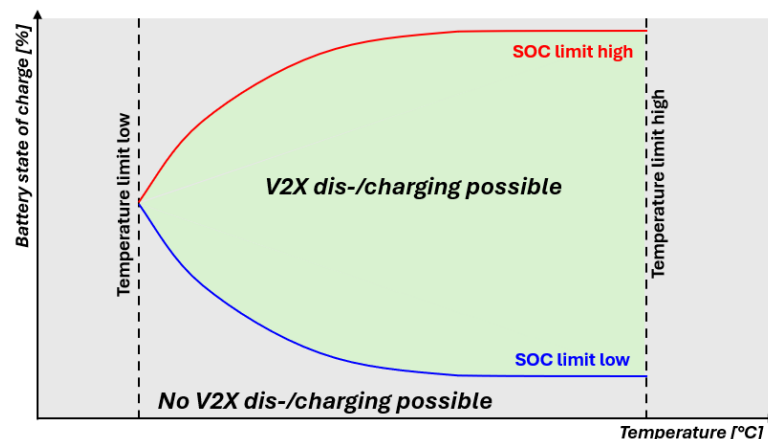 Battery state of charge [%]
SOC limit high
Temperature limit low
Temperature limit high
V2X dis-/charging possible
SOC limit low
No V2X dis-/charging possible
Temperature [°C]